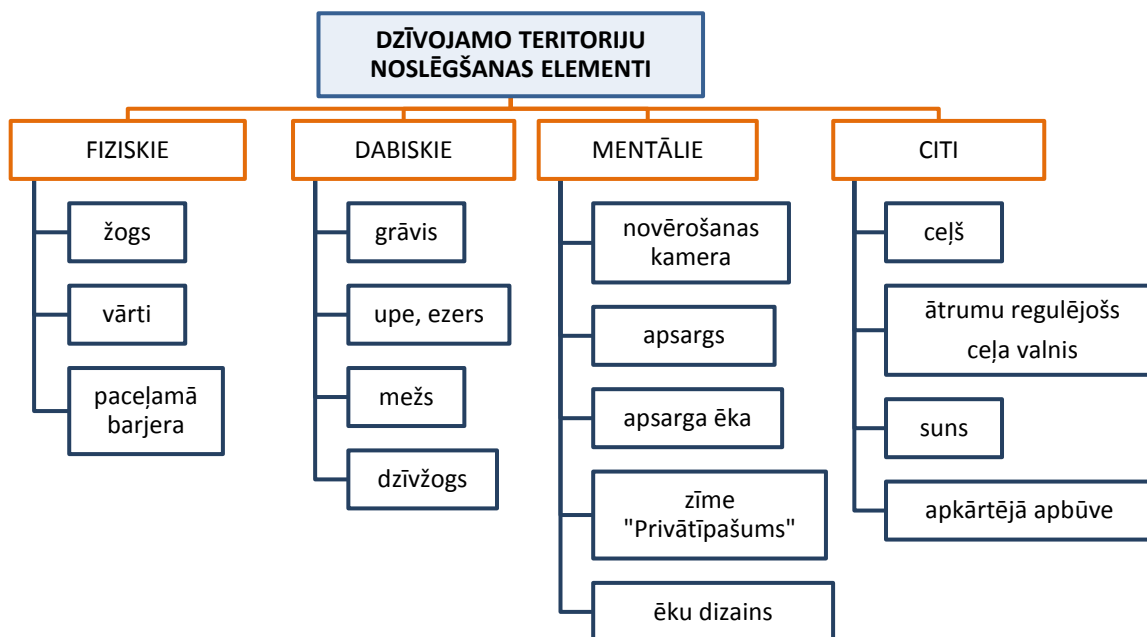 DZĪVOJAMO TERITORIJU
NOSLĒGŠANAS ELEMENTI
FIZISKIE
žogs
vārti
paceļamā
barjera
DABISKIE
grāvis
upe, ezers
mežs
dzīvžogs
MENTĀLIE
novērošanas
kamera
apsargs
apsarga ēka
zīme
"Privātīpašums"
ēku dizains
CITI
ceļš
ātrumu regulējošs
ceļa valnis
suns
apkārtējā apbūve